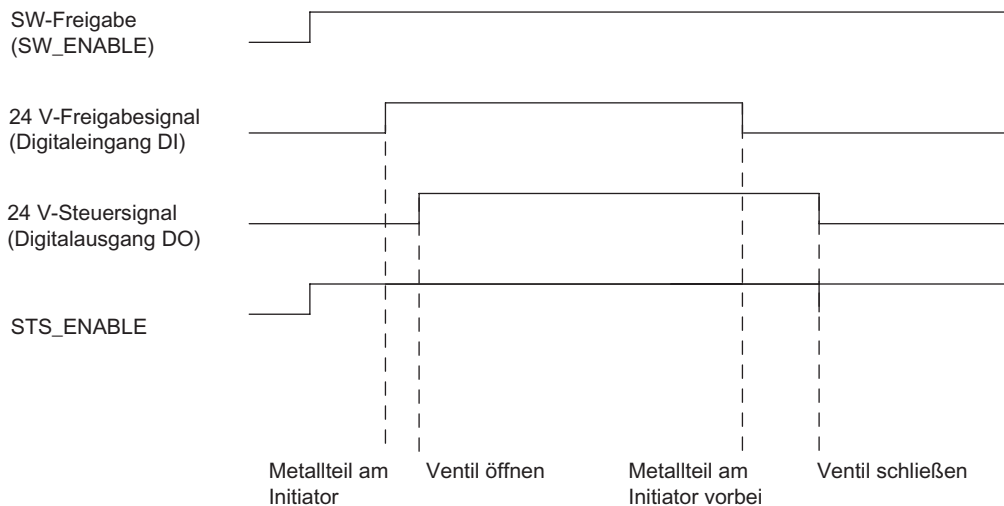 SW-Freigabe
(SW_ENABLE)
24 V-Freigabesignal
(Digitaleingang DI)
24 V-Steuersignal
(Digitalausgang DO)
STS_ENABLE
Metallteil am
Initiator
Ventil öffnen
Metallteil am
Initiator vorbei
Ventil schließen